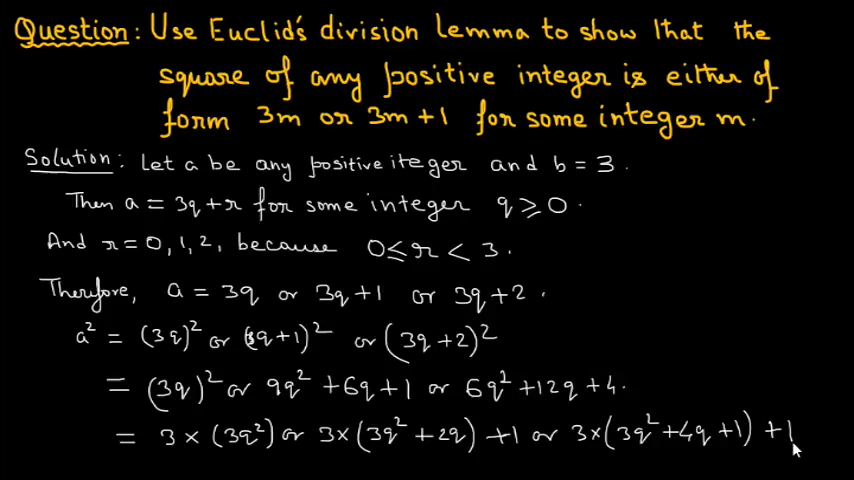 Question: Use Euclid's division lemma to show that the
square of any positive integer is either of
form 3m or 3m+1 for some integer m.
Solution: Let a be any positive iteger and b = 3.
Then a = 3q+r for some integer q ≥ 0.
And r = 0, 1, 2, because 0 ≤ r < 3.
Therfore, a = 3q or 3q+1 or 3q+2.
a² = (3q)² or (3q+1)² or (3q+2)²
= (3q)² or 9q² + 6q + 1 or 6q² + 12q + 4.
= 3 × (3q²) or 3×(3q² + 2q) + 1 or 3×(3q² + 4q + 1) + 1